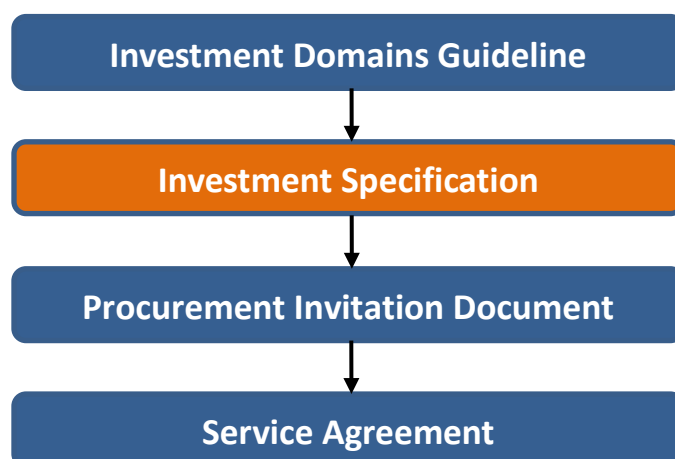 Investment Domains Guideline
Investment Specification
Procurement Invitation Document
Service Agreement